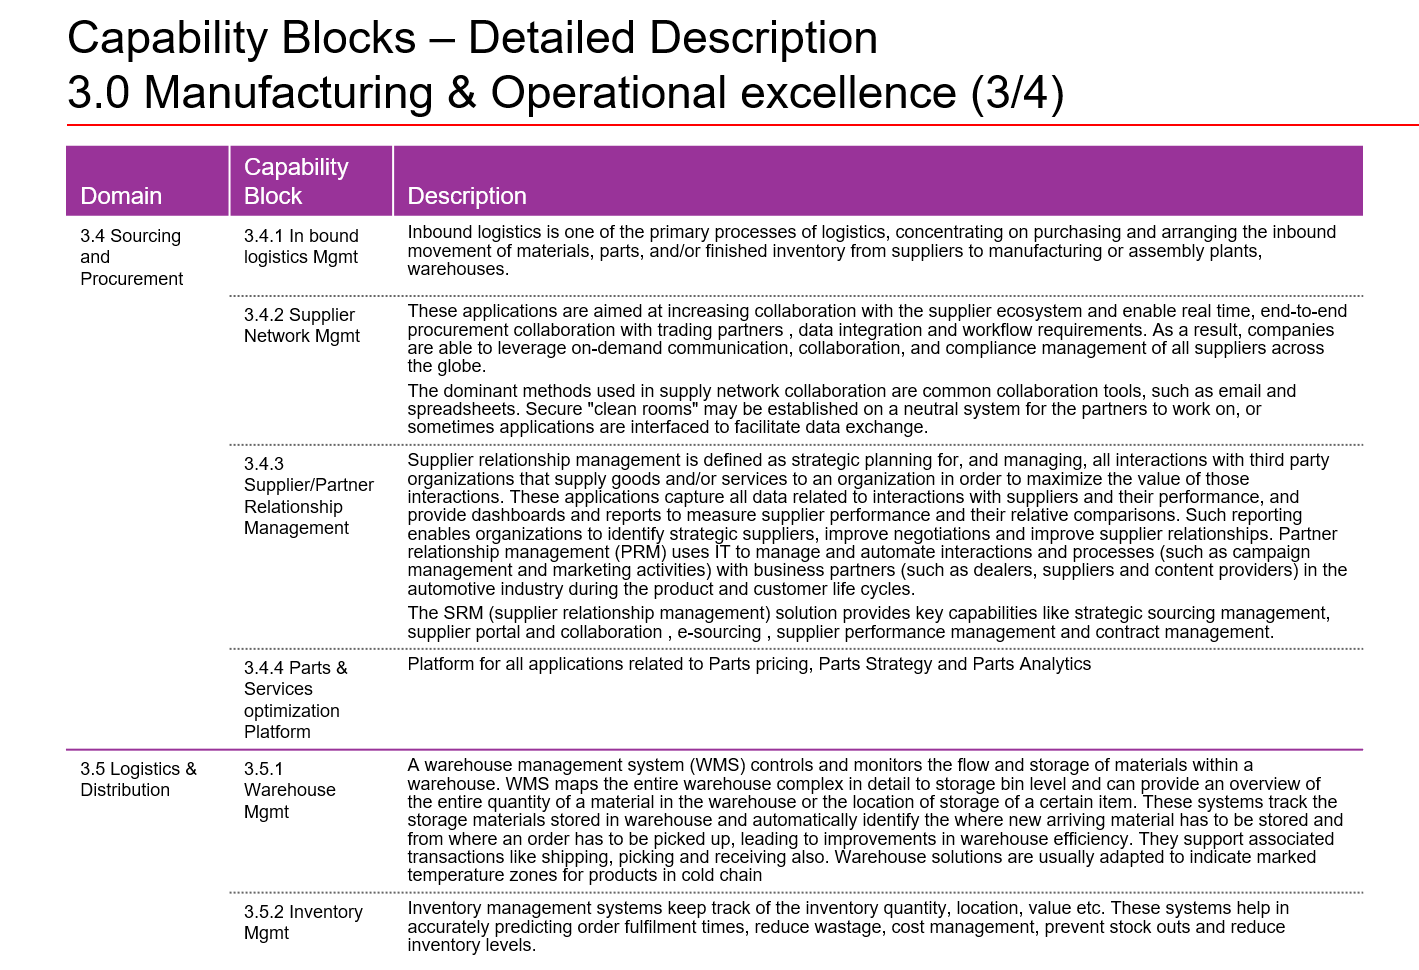 Capability Blocks – Detailed Description
3.0 Manufacturing & Operational excellence (3/4)
Domain
Capability
Block
Description
3.4 Sourcing
and
Procurement
3.4.1 In bound
logistics Mgmt
Inbound logistics is one of the primary processes of logistics, concentrating on purchasing and arranging the inbound
movement of materials, parts, and/or finished inventory from suppliers to manufacturing or assembly plants,
warehouses.
3.4.2 Supplier
Network Mgmt
These applications are aimed at increasing collaboration with the supplier ecosystem and enable real time, end-to-end
procurement collaboration with trading partners , data integration and workflow requirements. As a result, companies
are able to leverage on-demand communication, collaboration, and compliance management of all suppliers across
the globe.
The dominant methods used in supply network collaboration are common collaboration tools, such as email and
spreadsheets. Secure "clean rooms" may be established on a neutral system for the partners to work on, or
sometimes applications are interfaced to facilitate data exchange.
3.4.3
Supplier/Partner
Relationship
Management
Supplier relationship management is defined as strategic planning for, and managing, all interactions with third party
organizations that supply goods and/or services to an organization in order to maximize the value of those
interactions. These applications capture all data related to interactions with suppliers and their performance, and
provide dashboards and reports to measure supplier performance and their relative comparisons. Such reporting
enables organizations to identify strategic suppliers, improve negotiations and improve supplier relationships. Partner
relationship management (PRM) uses IT to manage and automate interactions and processes (such as campaign
management and marketing activities) with business partners (such as dealers, suppliers and content providers) in the
automotive industry during the product and customer life cycles.
The SRM (supplier relationship management) solution provides key capabilities like strategic sourcing management,
supplier portal and collaboration , e-sourcing , supplier performance management and contract management.
3.4.4 Parts &
Services
optimization
Platform
Platform for all applications related to Parts pricing, Parts Strategy and Parts Analytics
3.5 Logistics &
Distribution
3.5.1
Warehouse
Mgmt
A warehouse management system (WMS) controls and monitors the flow and storage of materials within a
warehouse. WMS maps the entire warehouse complex in detail to storage bin level and can provide an overview of
the entire quantity of a material in the warehouse or the location of storage of a certain item. These systems track the
storage materials stored in warehouse and automatically identify the where new arriving material has to be stored and
from where an order has to be picked up, leading to improvements in warehouse efficiency. They support associated
transactions like shipping, picking and receiving also. Warehouse solutions are usually adapted to indicate marked
temperature zones for products in cold chain
3.5.2 Inventory
Mgmt
Inventory management systems keep track of the inventory quantity, location, value etc. These systems help in
accurately predicting order fulfilment times, reduce wastage, cost management, prevent stock outs and reduce
inventory levels.